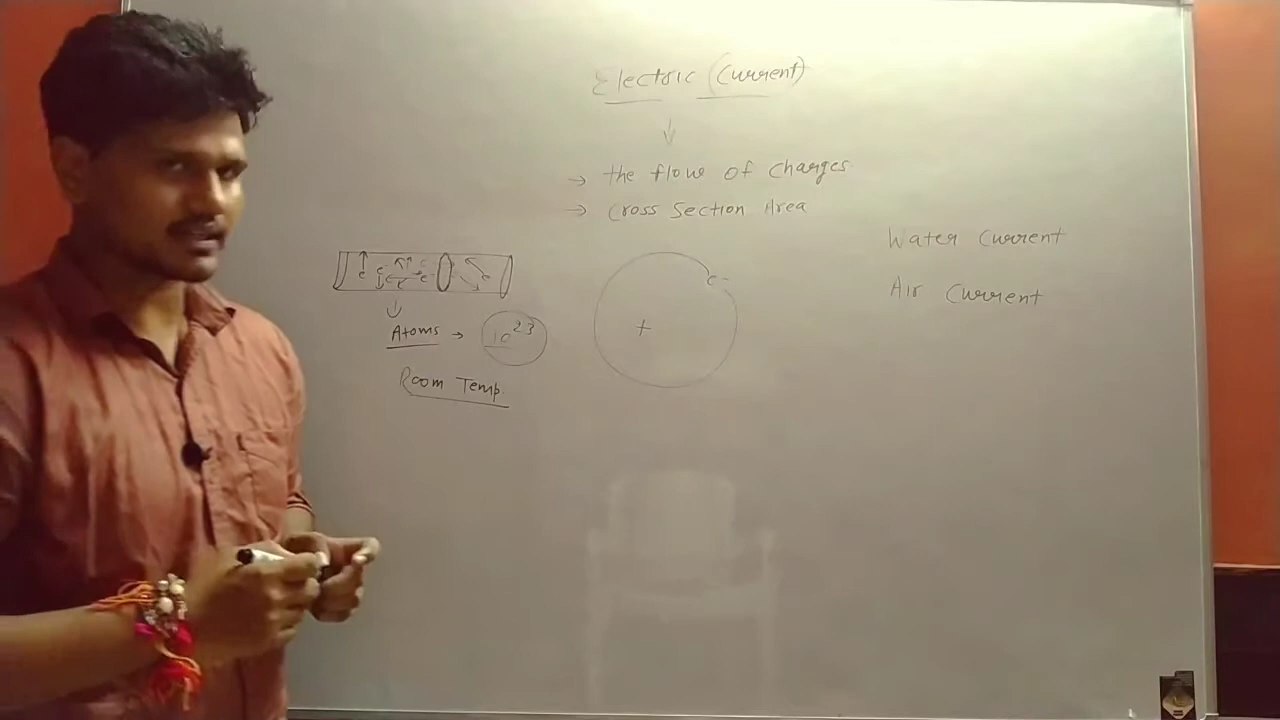 Electric (Current)
→ the flow of charges
→ Cross Section Area
Water Current
Air Current
e e e e e
e-
+
Atoms → 10^23
Room Temp.